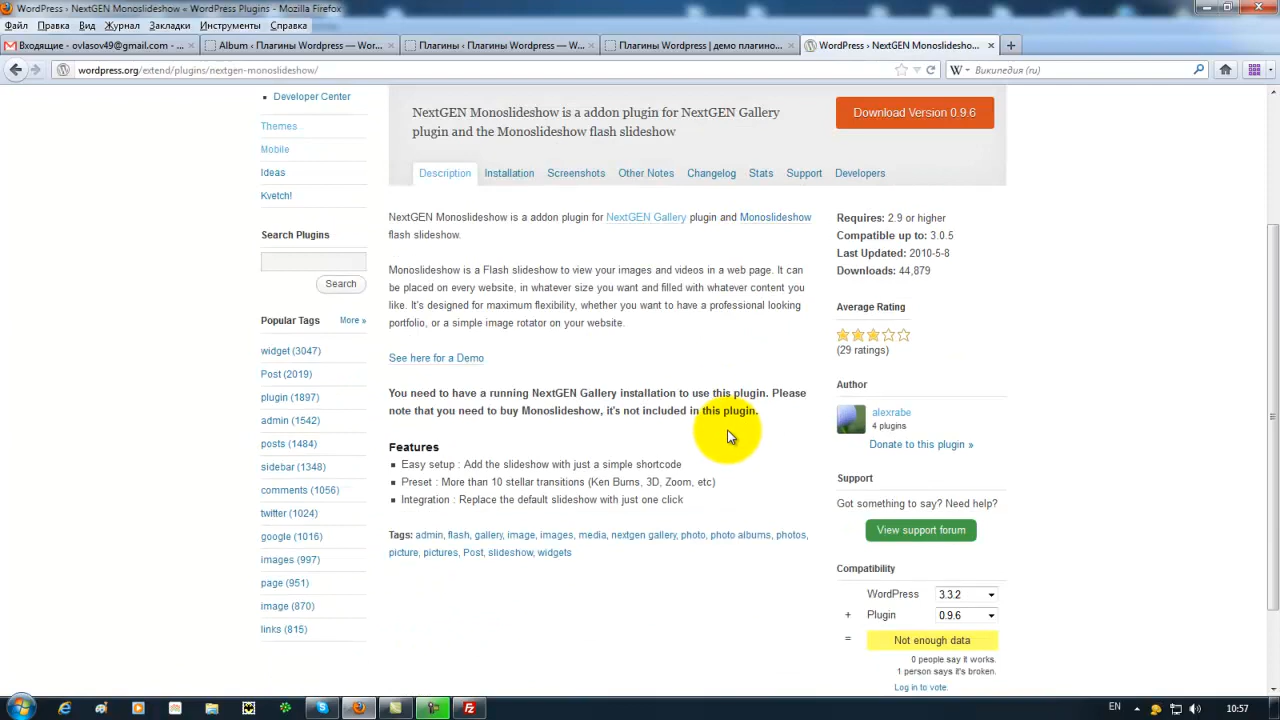 WordPress › NextGEN Monoslideshow « WordPress Plugins - Mozilla Firefox
Файл Правка Вид Журнал Закладки Инструменты Справка
Входящие - ovlasov49@gmail.com - ...
Album ‹ Плагины Wordpress — Wor...
Плагины ‹ Плагины Wordpress — W...
Плагины Wordpress | демо плагино...
WordPress › NextGEN Monoslidesho...
wordpress.org/extend/plugins/nextgen-monoslideshow/
Википедия (ru)
Developer Center
Themes
Mobile
Ideas
Kvetch!
Search Plugins
Search
Popular Tags More »
widget (3047)
Post (2019)
plugin (1897)
admin (1542)
posts (1484)
sidebar (1348)
comments (1056)
twitter (1024)
google (1016)
images (997)
page (951)
image (870)
links (815)
NextGEN Monoslideshow is a addon plugin for NextGEN Gallery
plugin and the Monoslideshow flash slideshow
Download Version 0.9.6
Description Installation Screenshots Other Notes Changelog Stats Support Developers
NextGEN Monoslideshow is a addon plugin for NextGEN Gallery plugin and Monoslideshow
flash slideshow.
Monoslideshow is a Flash slideshow to view your images and videos in a web page. It can
be placed on every website, in whatever size you want and filled with whatever content you
like. It's designed for maximum flexibility, whether you want to have a professional looking
portfolio, or a simple image rotator on your website.
See here for a Demo
You need to have a running NextGEN Gallery installation to use this plugin. Please
note that you need to buy Monoslideshow, it's not included in this plugin.
Features
Easy setup : Add the slideshow with just a simple shortcode
Preset : More than 10 stellar transitions (Ken Burns, 3D, Zoom, etc)
Integration : Replace the default slideshow with just one click
Tags: admin, flash, gallery, image, images, media, nextgen gallery, photo, photo albums, photos,
picture, pictures, Post, slideshow, widgets
Requires: 2.9 or higher
Compatible up to: 3.0.5
Last Updated: 2010-5-8
Downloads: 44,879
Average Rating
(29 ratings)
Author
alexrabe
4 plugins
Donate to this plugin »
Support
Got something to say? Need help?
View support forum
Compatibility
WordPress 3.3.2
+ Plugin 0.9.6
= Not enough data
0 people say it works.
1 person says it's broken.
Log in to vote.
EN 10:57